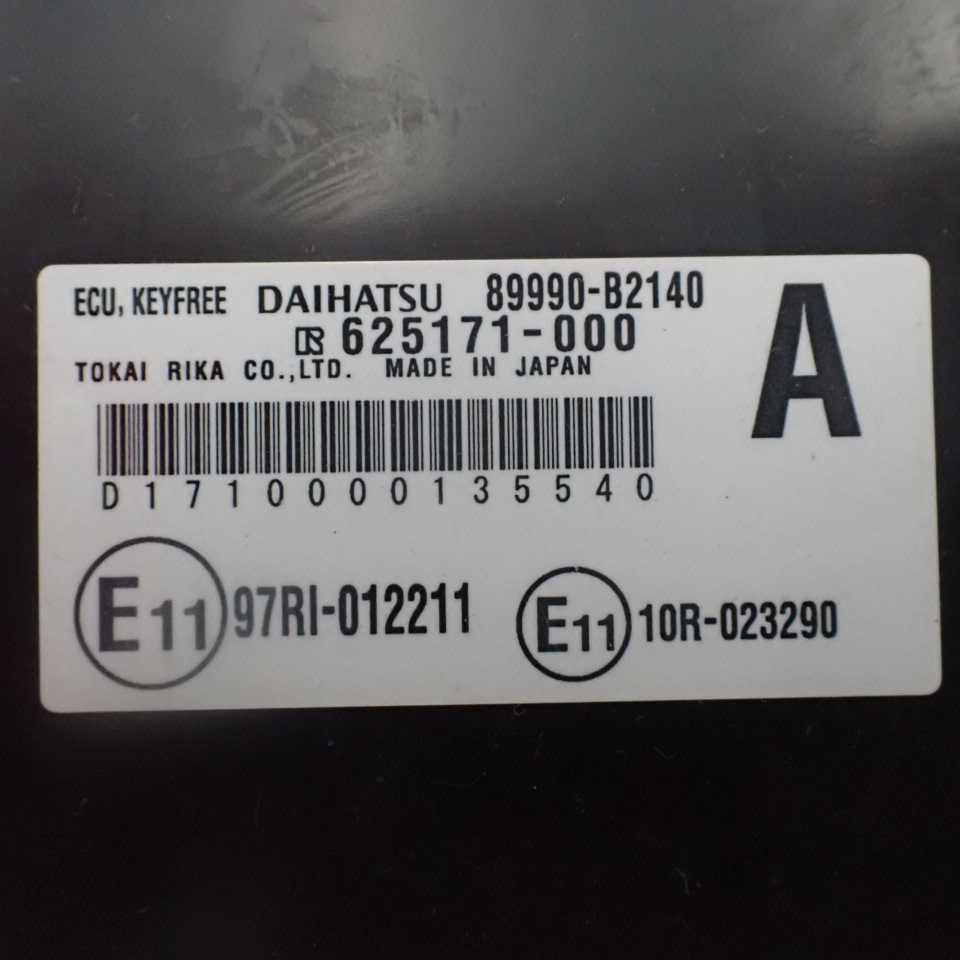 ECU, KEYFREE DAIHATSU 89990-B2140
625171-000
TOKAI RIKA CO.,LTD. MADE IN JAPAN
A
D1710000135540
E11 97RI-012211 E11 10R-023290